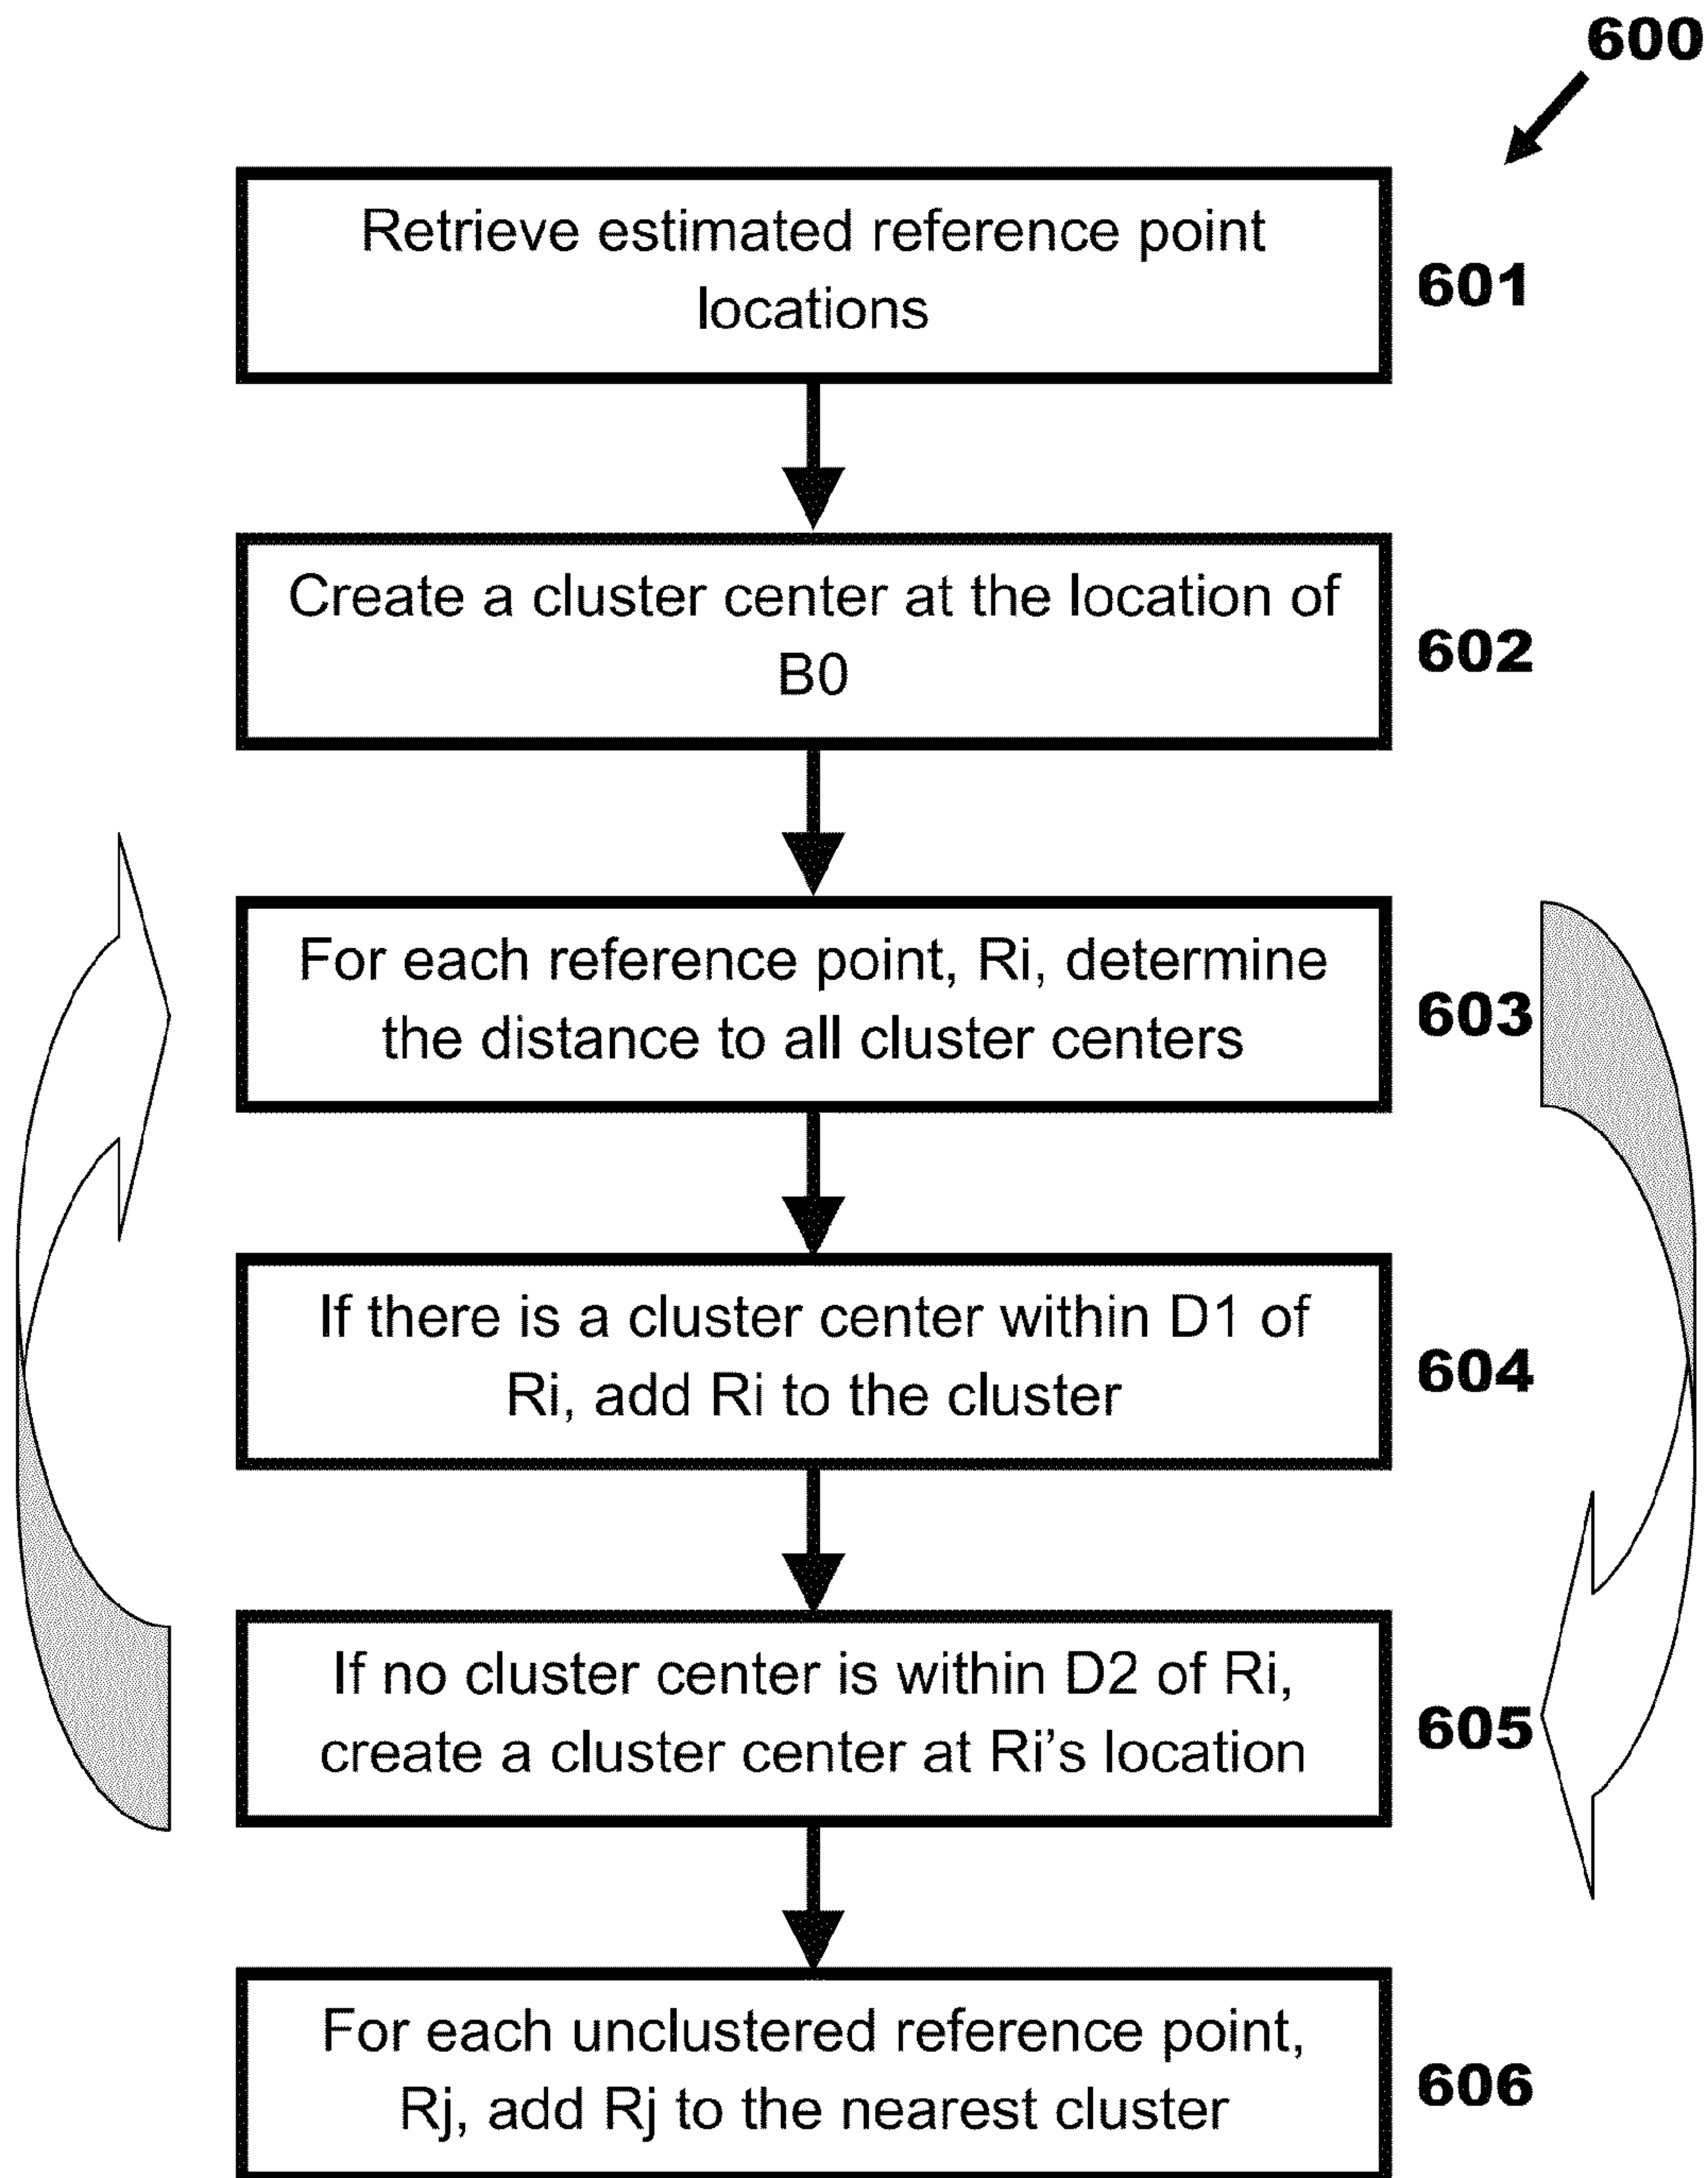 600
Retrieve estimated reference point
locations
601
Create a cluster center at the location of
B0
602
For each reference point, Ri, determine
the distance to all cluster centers
603
If there is a cluster center within D1 of
Ri, add Ri to the cluster
604
If no cluster center is within D2 of Ri,
create a cluster center at Ri's location
605
For each unclustered reference point,
Rj, add Rj to the nearest cluster
606